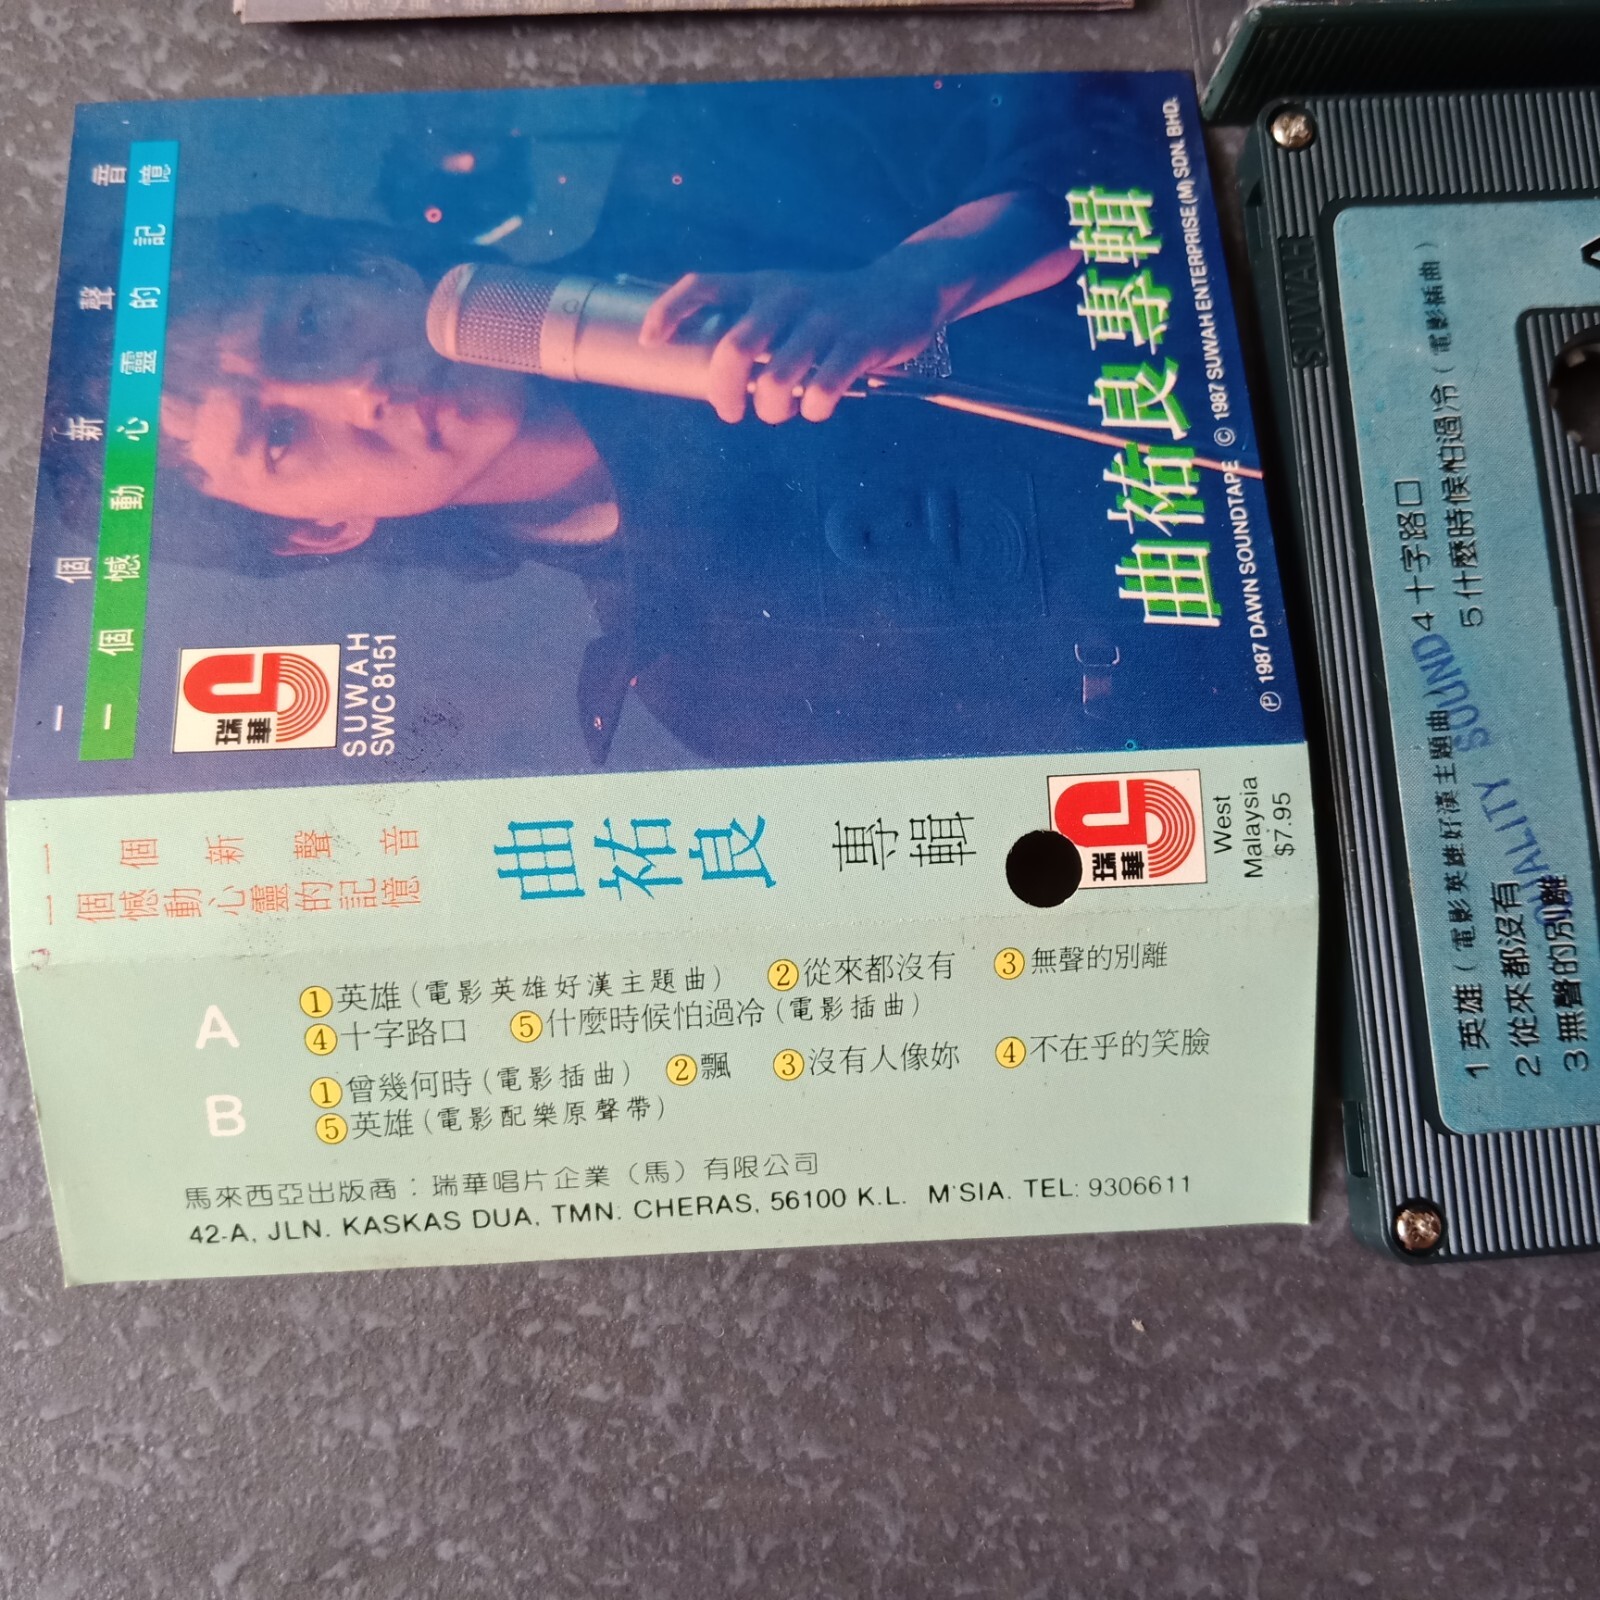 一個新聲音
一個憾動心靈的記憶
瑞華
SUWAH
SWC 8151
曲祐良專輯
Ⓟ 1987 DAWN SOUNDTAPE Ⓒ 1987 SUWAH ENTERPRISE (M) SDN. BHD.
一個新聲音
一個憾動心靈的記憶
曲祐良
專輯
瑞華
West
Malaysia
$7.95
A
①英雄(電影英雄好漢主題曲) ②從來都沒有 ③無聲的別離
④十字路口 ⑤什麼時候怕過冷(電影插曲)
B
①曾幾何時(電影插曲) ②飄 ③沒有人像妳 ④不在乎的笑臉
⑤英雄(電影配樂原聲帶)
馬來西亞出版商：瑞華唱片企業（馬）有限公司
42-A, JLN. KASKAS DUA, TMN. CHERAS, 56100 K.L. M'SIA. TEL: 9306611
SUWAH
1 英雄(電影英雄好漢主題曲) 4 十字路口
2 從來都沒有 5 什麼時候怕過冷(電影插曲)
3 無聲的別離
QUALITY SOUND